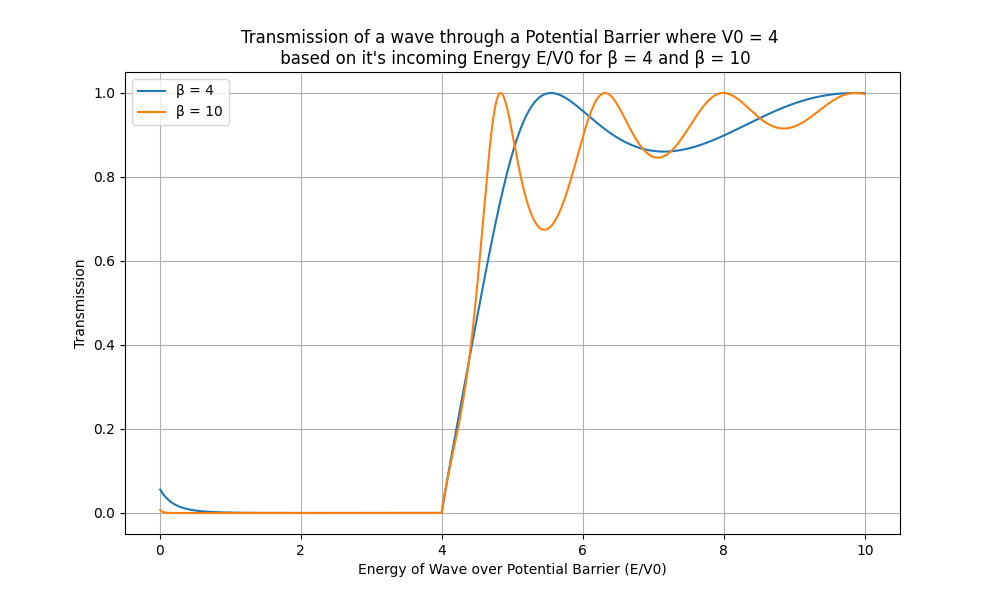 Transmission of a wave through a Potential Barrier where V0 = 4
based on it's incoming Energy E/V0 for β = 4 and β = 10
β = 4
β = 10
1.0
0.8
0.6
0.4
0.2
0.0
Transmission
0
2
4
6
8
10
Energy of Wave over Potential Barrier (E/V0)